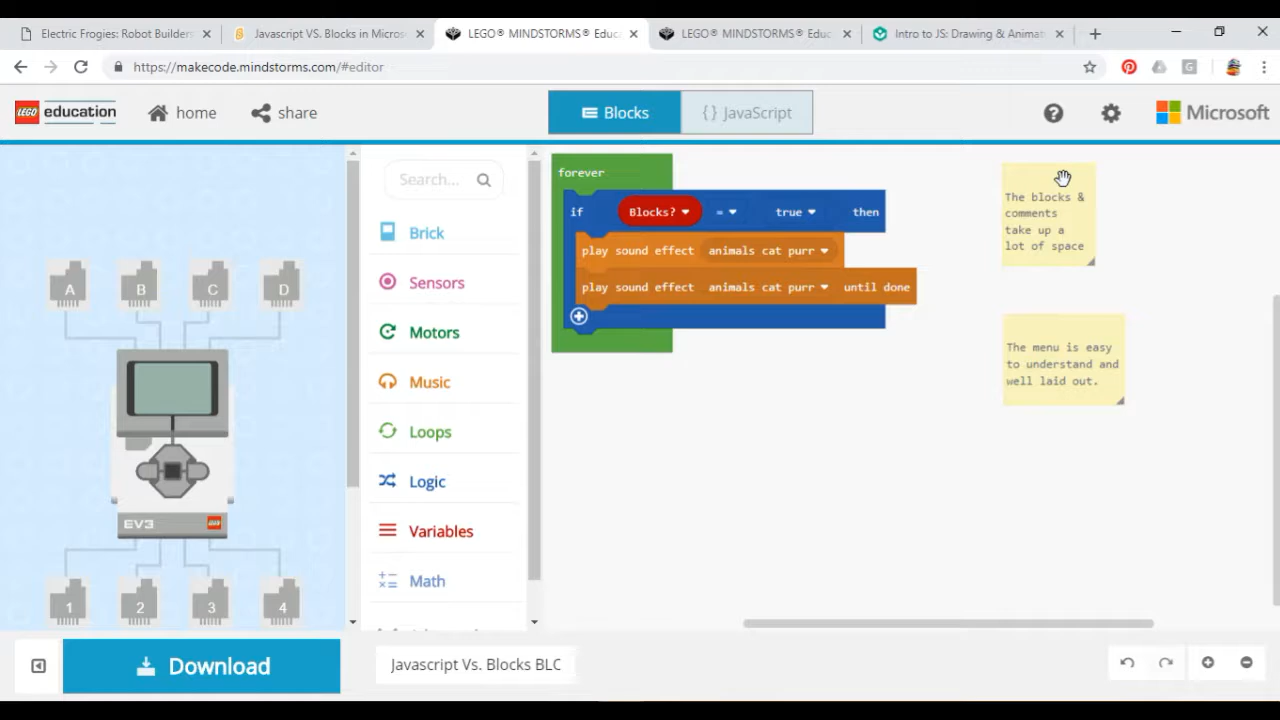 Electric Frogies: Robot Builders
Javascript VS. Blocks in Micros
LEGO® MINDSTORMS® Educ
LEGO® MINDSTORMS® Educ
Intro to JS: Drawing & Animat
https://makecode.mindstorms.com/#editor
LEGO education
home
share
Blocks
{ } JavaScript
Microsoft
Search...
Brick
Sensors
Motors
Music
Loops
Logic
Variables
Math
A B C D
EV3
1 2 3 4
forever
if Blocks? = true then
play sound effect animals cat purr
play sound effect animals cat purr until done
The blocks &
comments
take up a
lot of space
The menu is easy
to understand and
well laid out.
Download
Javascript Vs. Blocks BLC